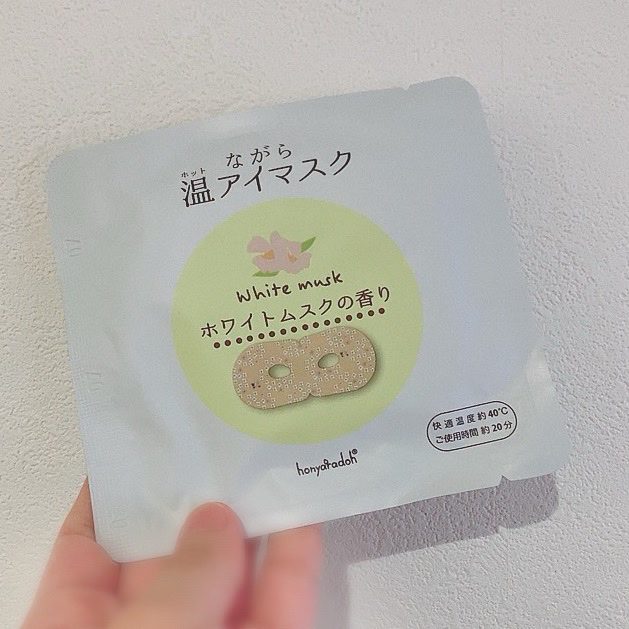 ながら
ホット
温アイマスク
White musk
ホワイトムスクの香り
快適温度約40℃
ご使用時間 約20分
honyaradoh